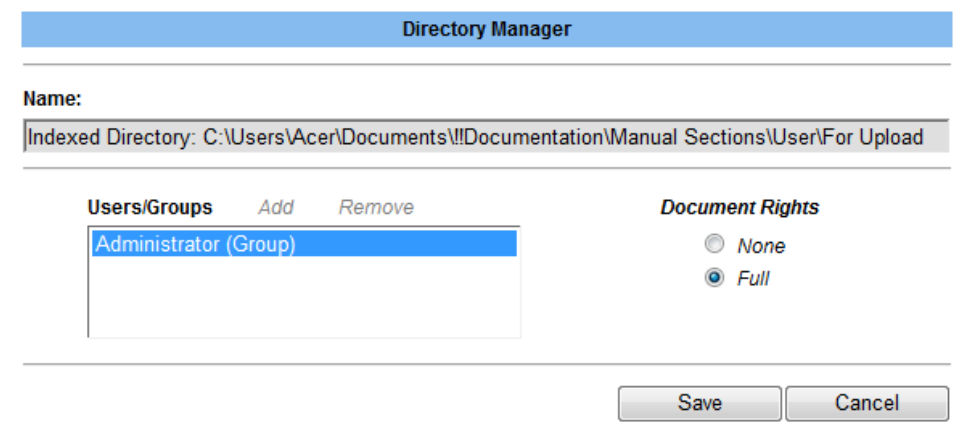 Directory Manager
Name:
Indexed Directory: C:\Users\Acer\Documents\!!Documentation\Manual Sections\User\For Upload
Users/Groups Add Remove Document Rights
Administrator (Group)
None
Full
Save Cancel